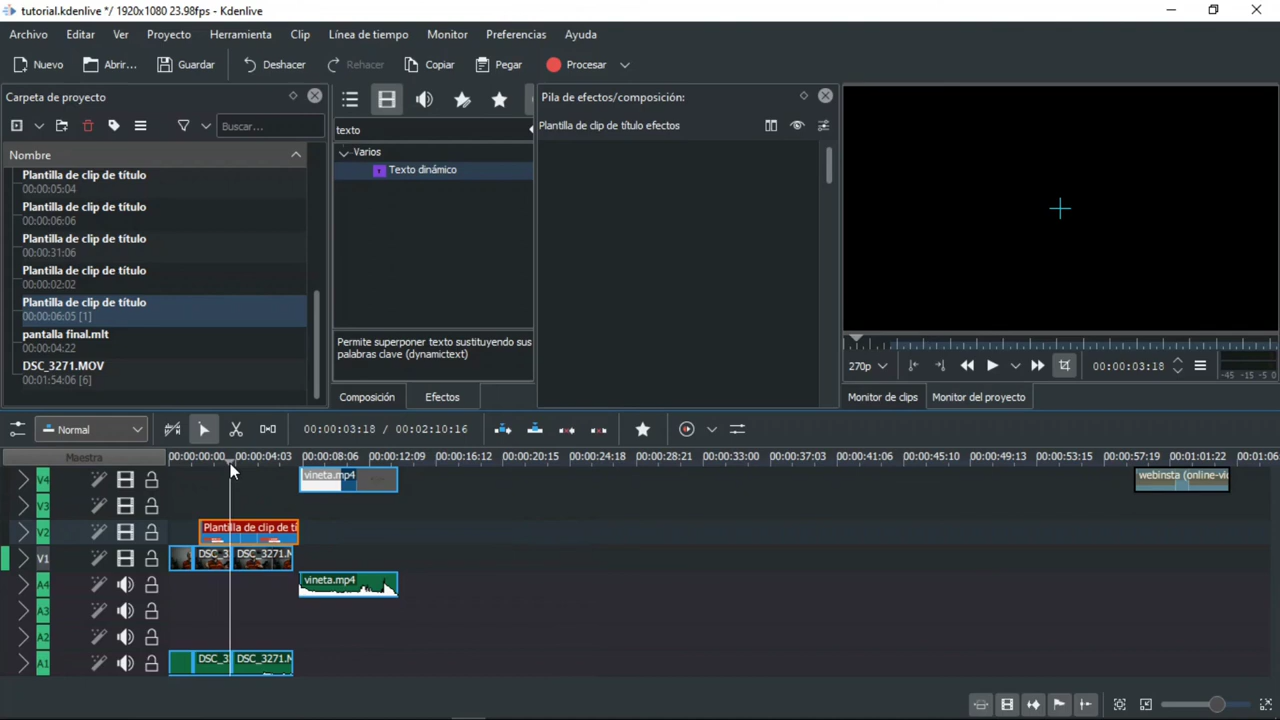 tutorial.kdenlive */ 1920x1080 23.98fps - Kdenlive
Archivo Editar Ver Proyecto Herramienta Clip Línea de tiempo Monitor Preferencias Ayuda
Nuevo Abrir... Guardar Deshacer Rehacer Copiar Pegar Procesar
Carpeta de proyecto
Buscar...
Nombre
Plantilla de clip de título
00:00:05:04
Plantilla de clip de título
00:00:06:06
Plantilla de clip de título
00:00:31:06
Plantilla de clip de título
00:00:02:02
Plantilla de clip de título
00:00:06:05 [1]
pantalla final.mlt
00:00:04:22
DSC_3271.MOV
00:01:54:06 [6]
texto
Varios
Texto dinámico
Permite superponer texto sustituyendo sus
palabras clave (dynamictext)
Composición Efectos
Pila de efectos/composición:
Plantilla de clip de título efectos
270p 00:00:03:18 -45 -15 -5 0
Monitor de clips Monitor del proyecto
Normal 00:00:03:18 / 00:02:10:16
Maestra 00:00:00:00 00:00:04:03 00:00:08:06 00:00:12:09 00:00:16:12 00:00:20:15 00:00:24:18 00:00:28:21 00:00:33:00 00:00:37:03 00:00:41:06 00:00:45:10 00:00:49:13 00:00:53:15 00:00:57:19 00:01:01:22 00:01:06
V4 vineta.mp4 webinsta (online-vid
V3
V2 Plantilla de clip de tí
V1 DSC_3 DSC_3271.M
A4 vineta.mp4
A3
A2
A1 DSC_3 DSC_3271.M